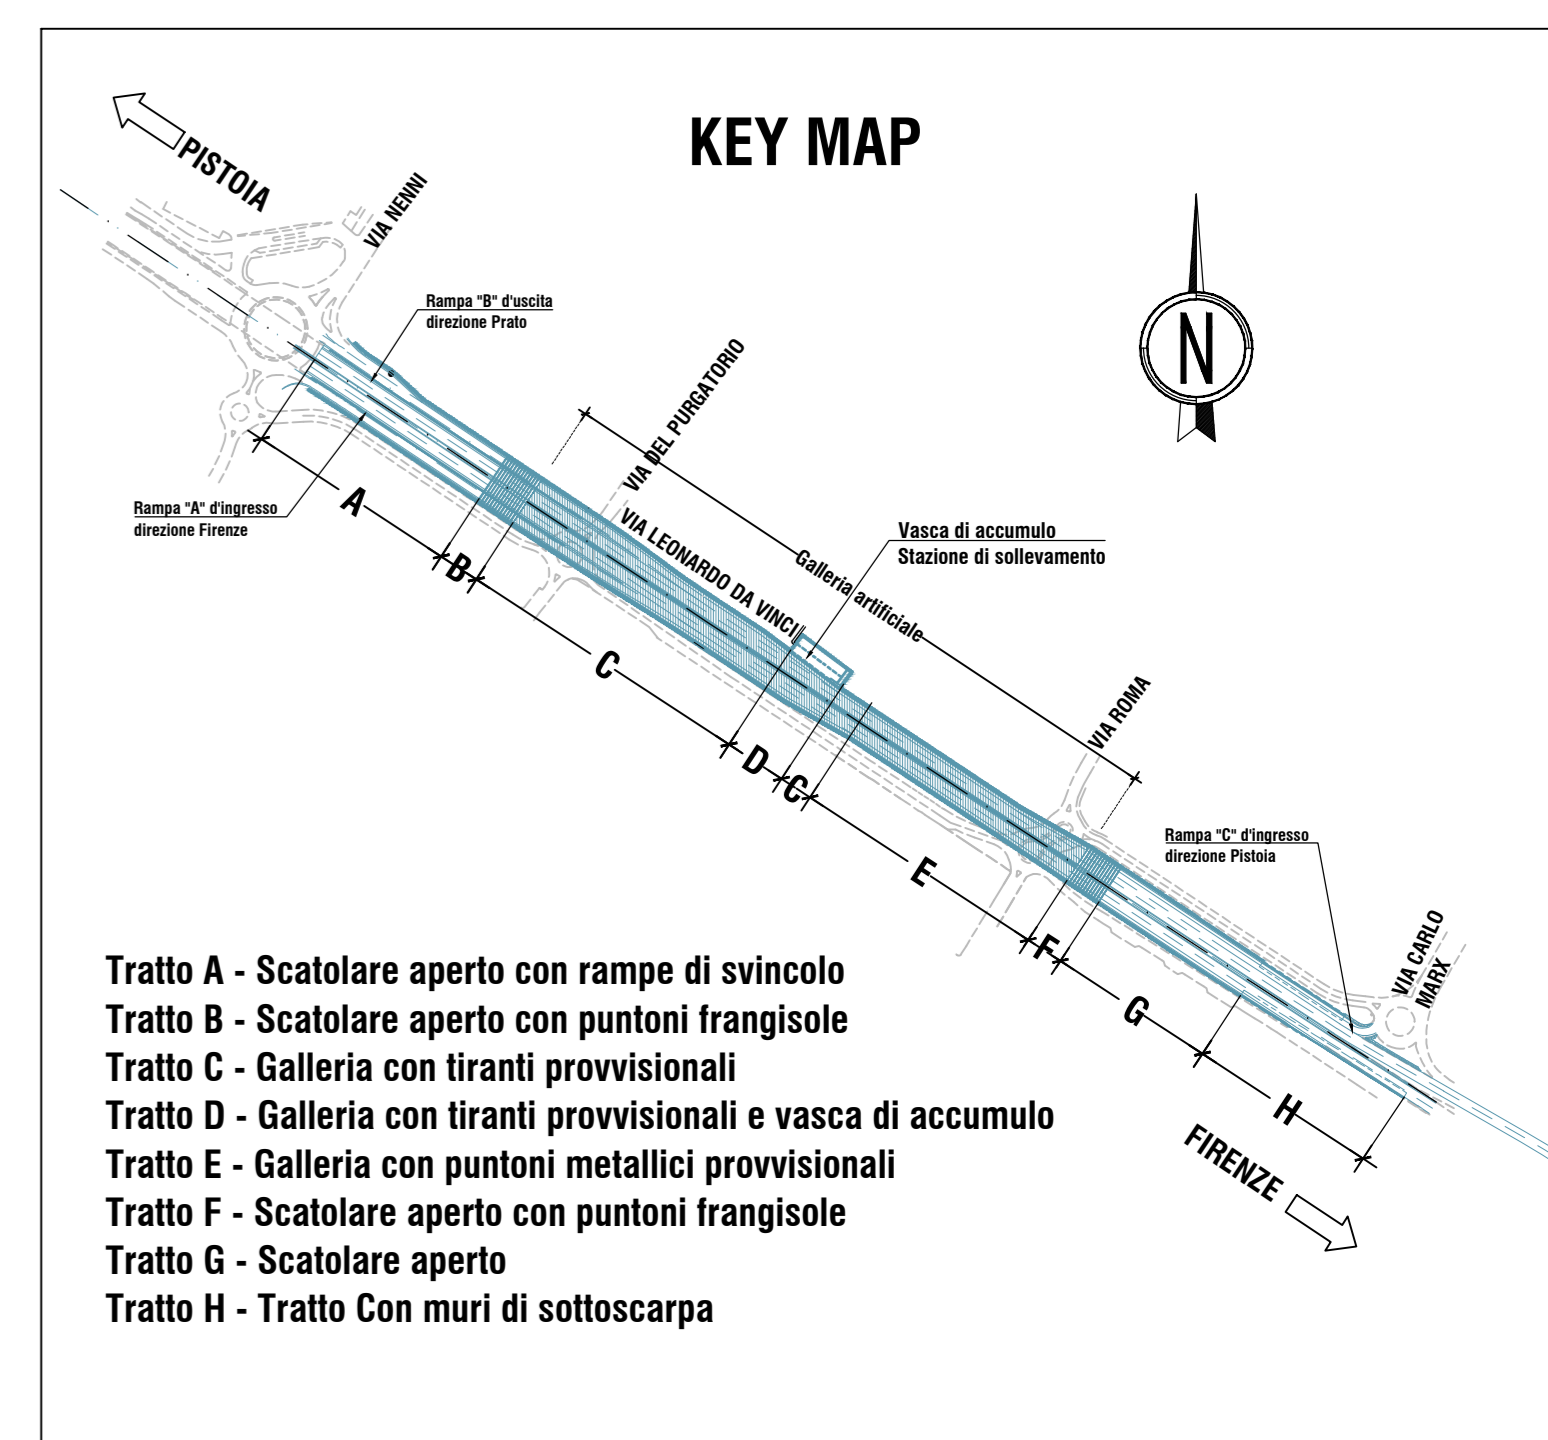 KEY MAP
PISTOIA
VIA NENNI
Rampa "B" d'uscita
direzione Prato
N
VIA DEL PURGATORIO
Rampa "A" d'ingresso
direzione Firenze
VIA LEONARDO DA VINCI
Vasca di accumulo
Stazione di sollevamento
Galleria artificiale
A
B
C
D
C
E
F
G
H
VIA ROMA
Rampa "C" d'ingresso
direzione Pistoia
VIA CARLO
MARX
FIRENZE
Tratto A - Scatolare aperto con rampe di svincolo
Tratto B - Scatolare aperto con puntoni frangisole
Tratto C - Galleria con tiranti provvisionali
Tratto D - Galleria con tiranti provvisionali e vasca di accumulo
Tratto E - Galleria con puntoni metallici provvisionali
Tratto F - Scatolare aperto con puntoni frangisole
Tratto G - Scatolare aperto
Tratto H - Tratto Con muri di sottoscarpa